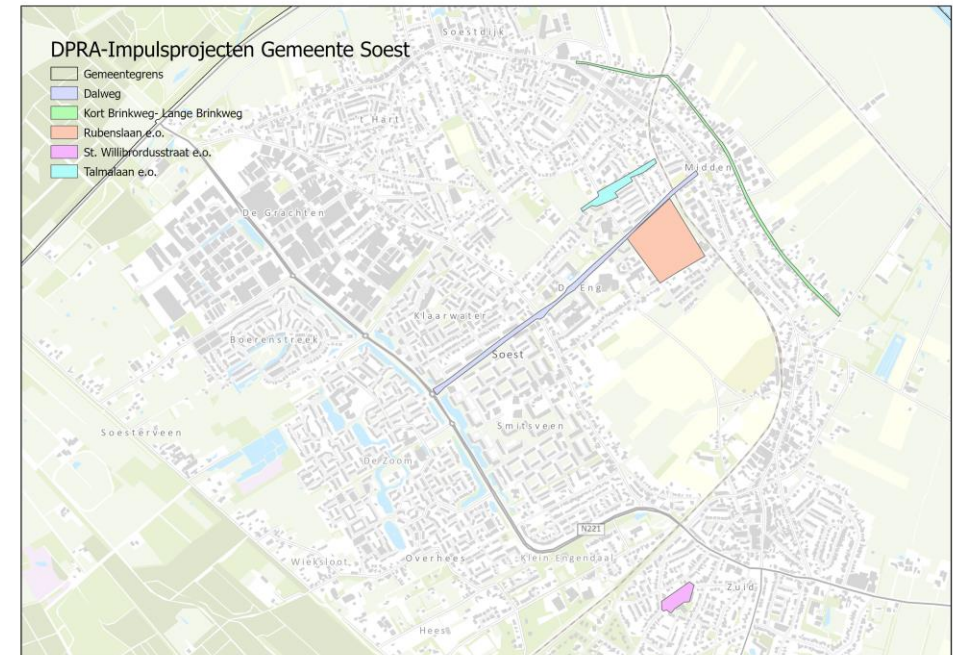 DPRA-Impulsprojecten Gemeente Soest
Gemeentegrens
Dalweg
Kort Brinkweg- Lange Brinkweg
Rubenslaan e.o.
St. Willibrordusstraat e.o.
Talmalaan e.o.
Soestdijk
't Hart
Midden
De Grachten
De Eng
Klaarwater
Boerenstreek
Soest
Smitsveen
Soesterveen
De Zoom
N221
Wieksloot
Overhees
Klein Engendaal
Zuid
Hees